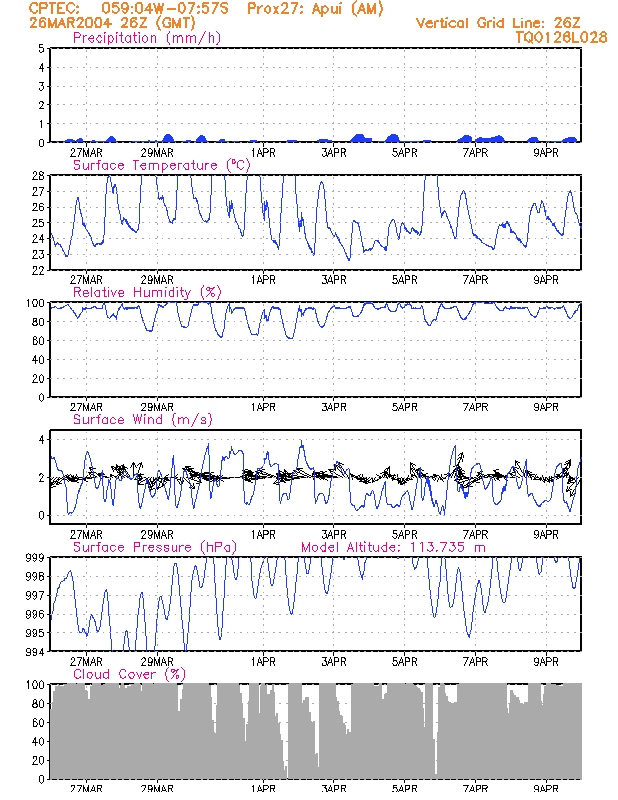 CPTEC:   059:04W-07:57S   Prox27: Apuí (AM)
26MAR2004 26Z (GMT)   Vertical Grid Line: 26Z
TQ0126L028
Precipitation (mm/h)
5
4
3
2
1
0
27MAR 29MAR 1APR 3APR 5APR 7APR 9APR
Surface Temperature (ºC)
28
27
26
25
24
23
22
27MAR 29MAR 1APR 3APR 5APR 7APR 9APR
Relative Humidity (%)
100
80
60
40
20
0
27MAR 29MAR 1APR 3APR 5APR 7APR 9APR
Surface Wind (m/s)
4
2
0
27MAR 29MAR 1APR 3APR 5APR 7APR 9APR
Surface Pressure (hPa)   Model Altitude: 113.735 m
999
998
997
996
995
994
27MAR 29MAR 1APR 3APR 5APR 7APR 9APR
Cloud Cover (%)
100
80
60
40
20
0
27MAR 29MAR 1APR 3APR 5APR 7APR 9APR